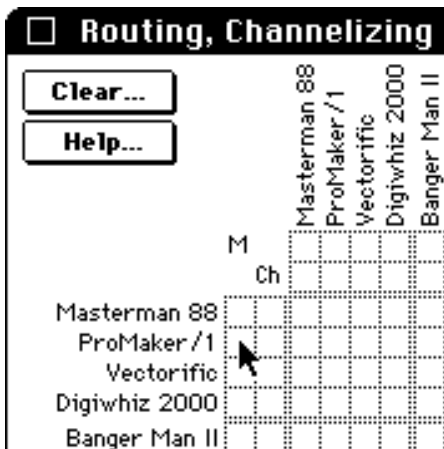 Routing, Channelizing
Clear...
Help...
Masterman 88
ProMaker/1
Vectorific
Digiwhiz 2000
Banger Man II
M
Ch
Masterman 88
ProMaker/1
Vectorific
Digiwhiz 2000
Banger Man II